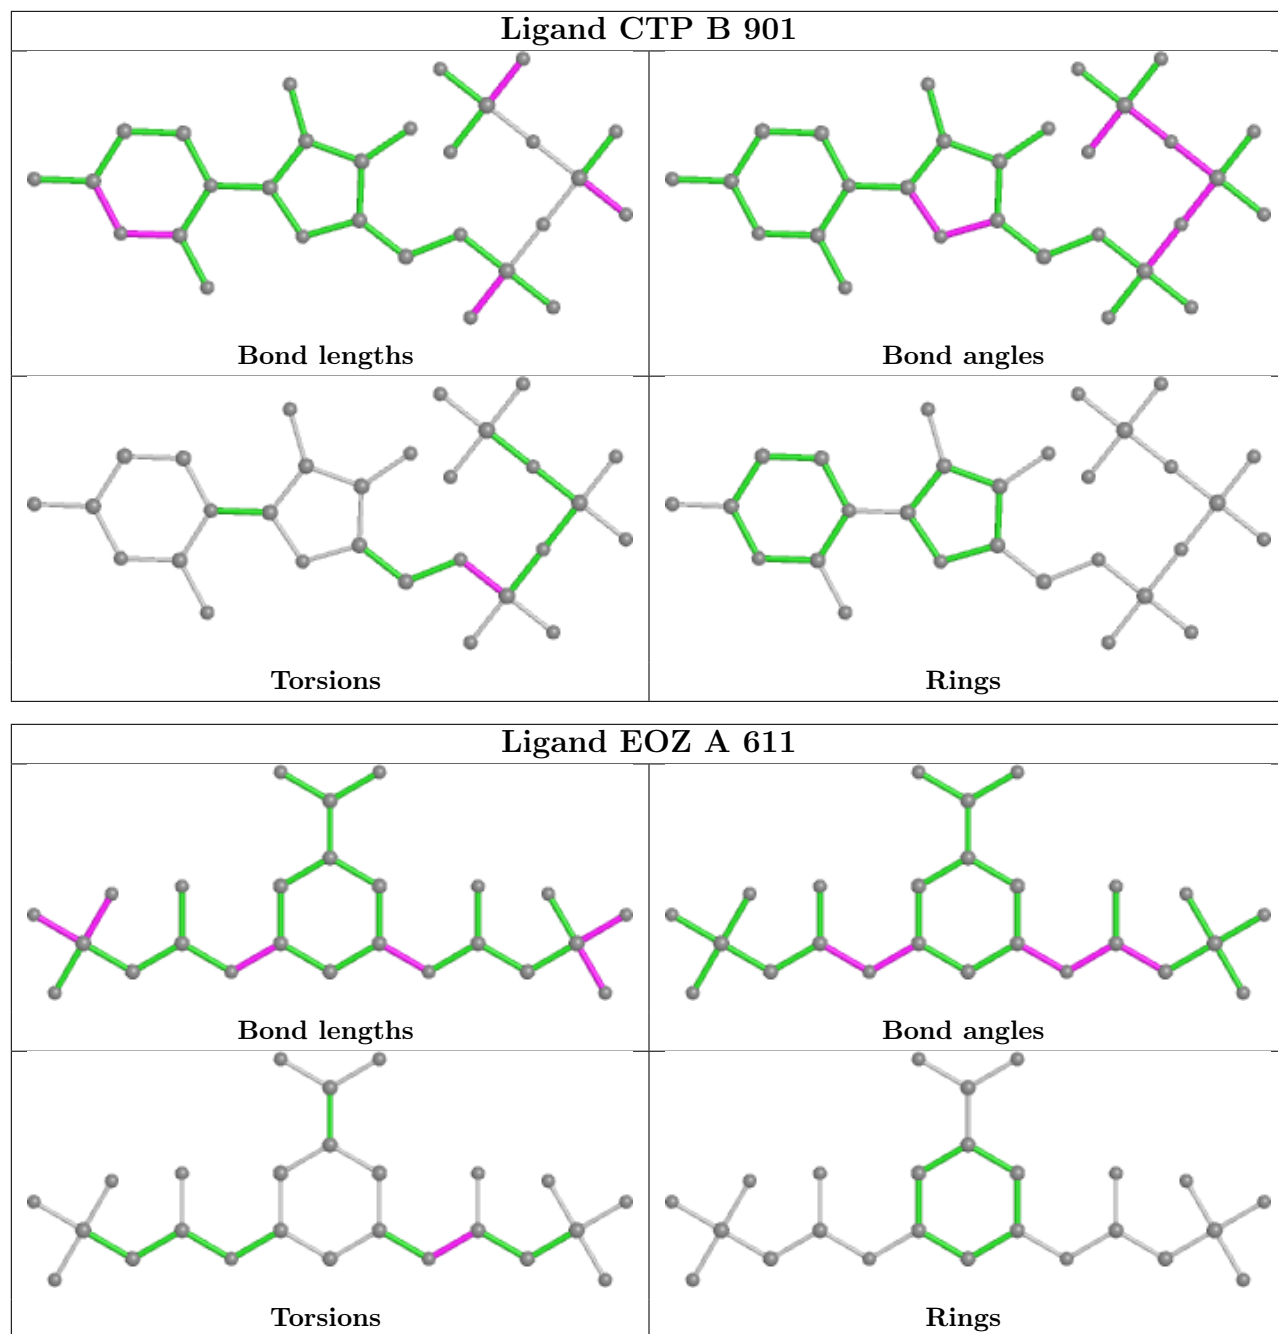 Ligand CTP B 901
Bond lengths
Bond angles
Torsions
Rings
Ligand EOZ A 611
Bond lengths
Bond angles
Torsions
Rings